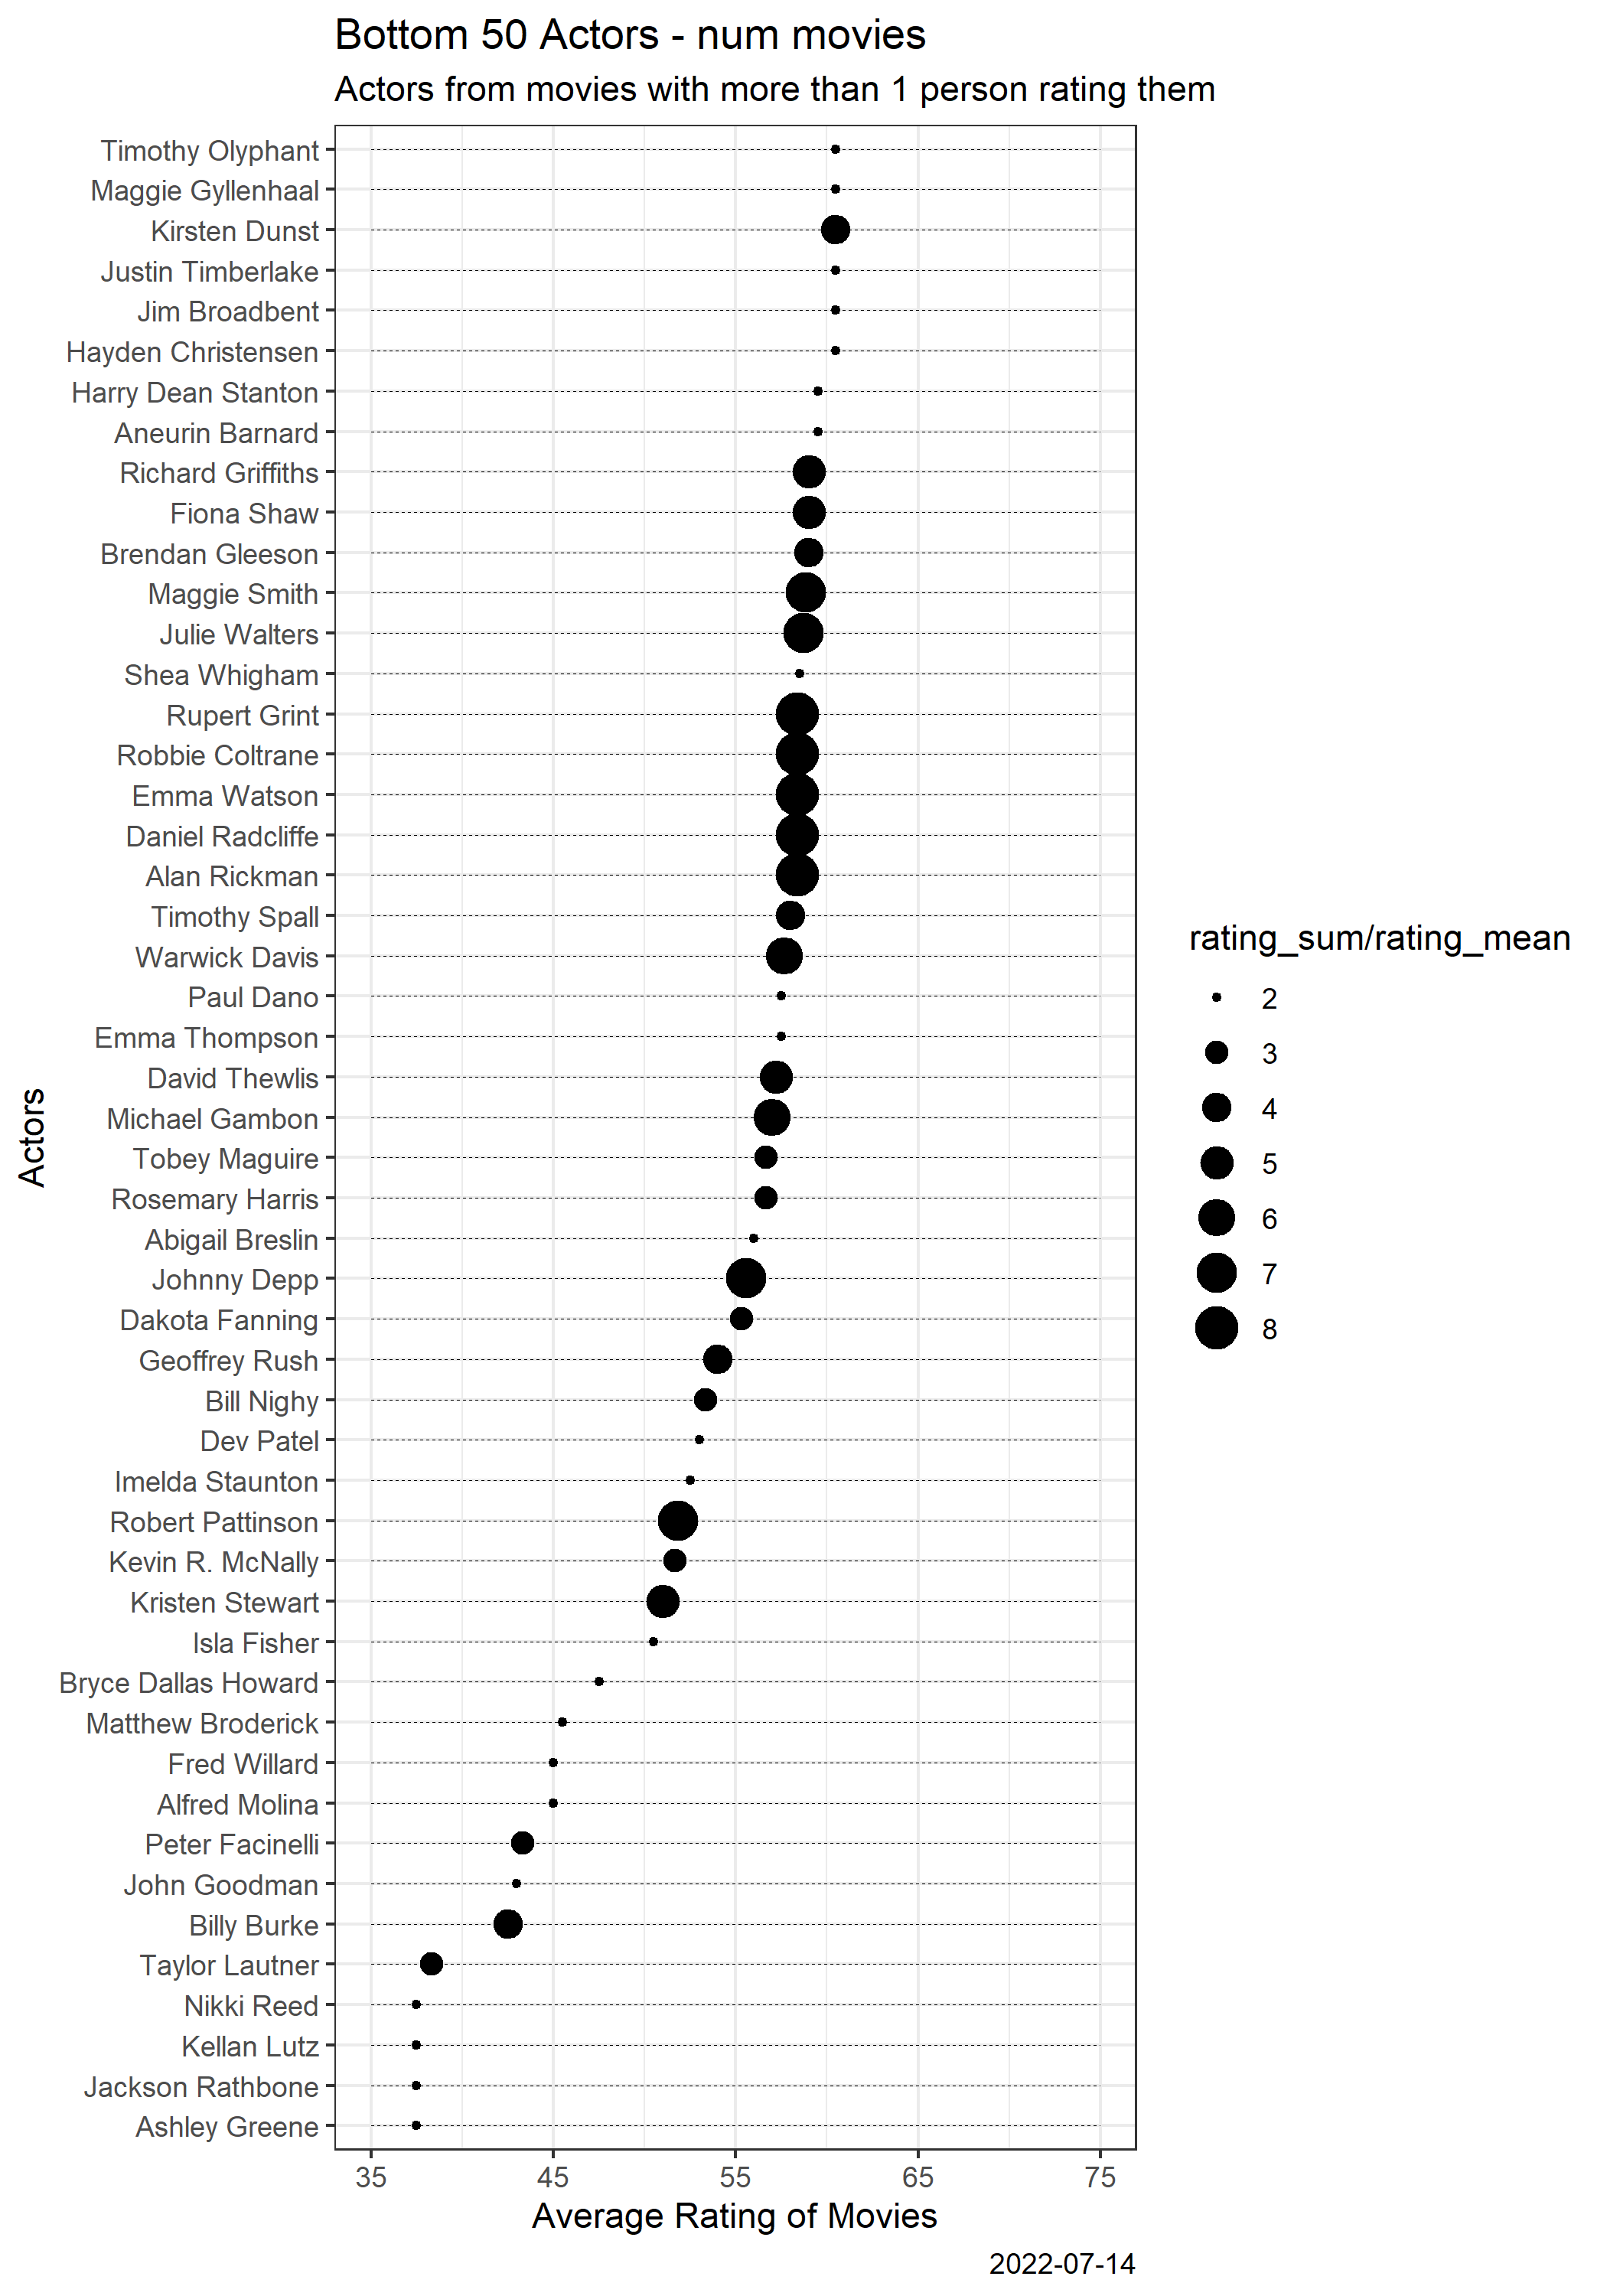 Bottom 50 Actors - num movies
Actors from movies with more than 1 person rating them
Timothy Olyphant
Maggie Gyllenhaal
Kirsten Dunst
Justin Timberlake
Jim Broadbent
Hayden Christensen
Harry Dean Stanton
Aneurin Barnard
Richard Griffiths
Fiona Shaw
Brendan Gleeson
Maggie Smith
Julie Walters
Shea Whigham
Rupert Grint
Robbie Coltrane
Emma Watson
Daniel Radcliffe
Alan Rickman
Timothy Spall
Warwick Davis
Paul Dano
Emma Thompson
David Thewlis
Michael Gambon
Tobey Maguire
Rosemary Harris
Abigail Breslin
Johnny Depp
Dakota Fanning
Geoffrey Rush
Bill Nighy
Dev Patel
Imelda Staunton
Robert Pattinson
Kevin R. McNally
Kristen Stewart
Isla Fisher
Bryce Dallas Howard
Matthew Broderick
Fred Willard
Alfred Molina
Peter Facinelli
John Goodman
Billy Burke
Taylor Lautner
Nikki Reed
Kellan Lutz
Jackson Rathbone
Ashley Greene
Actors
35 45 55 65 75
Average Rating of Movies
rating_sum/rating_mean
2
3
4
5
6
7
8
2022-07-14